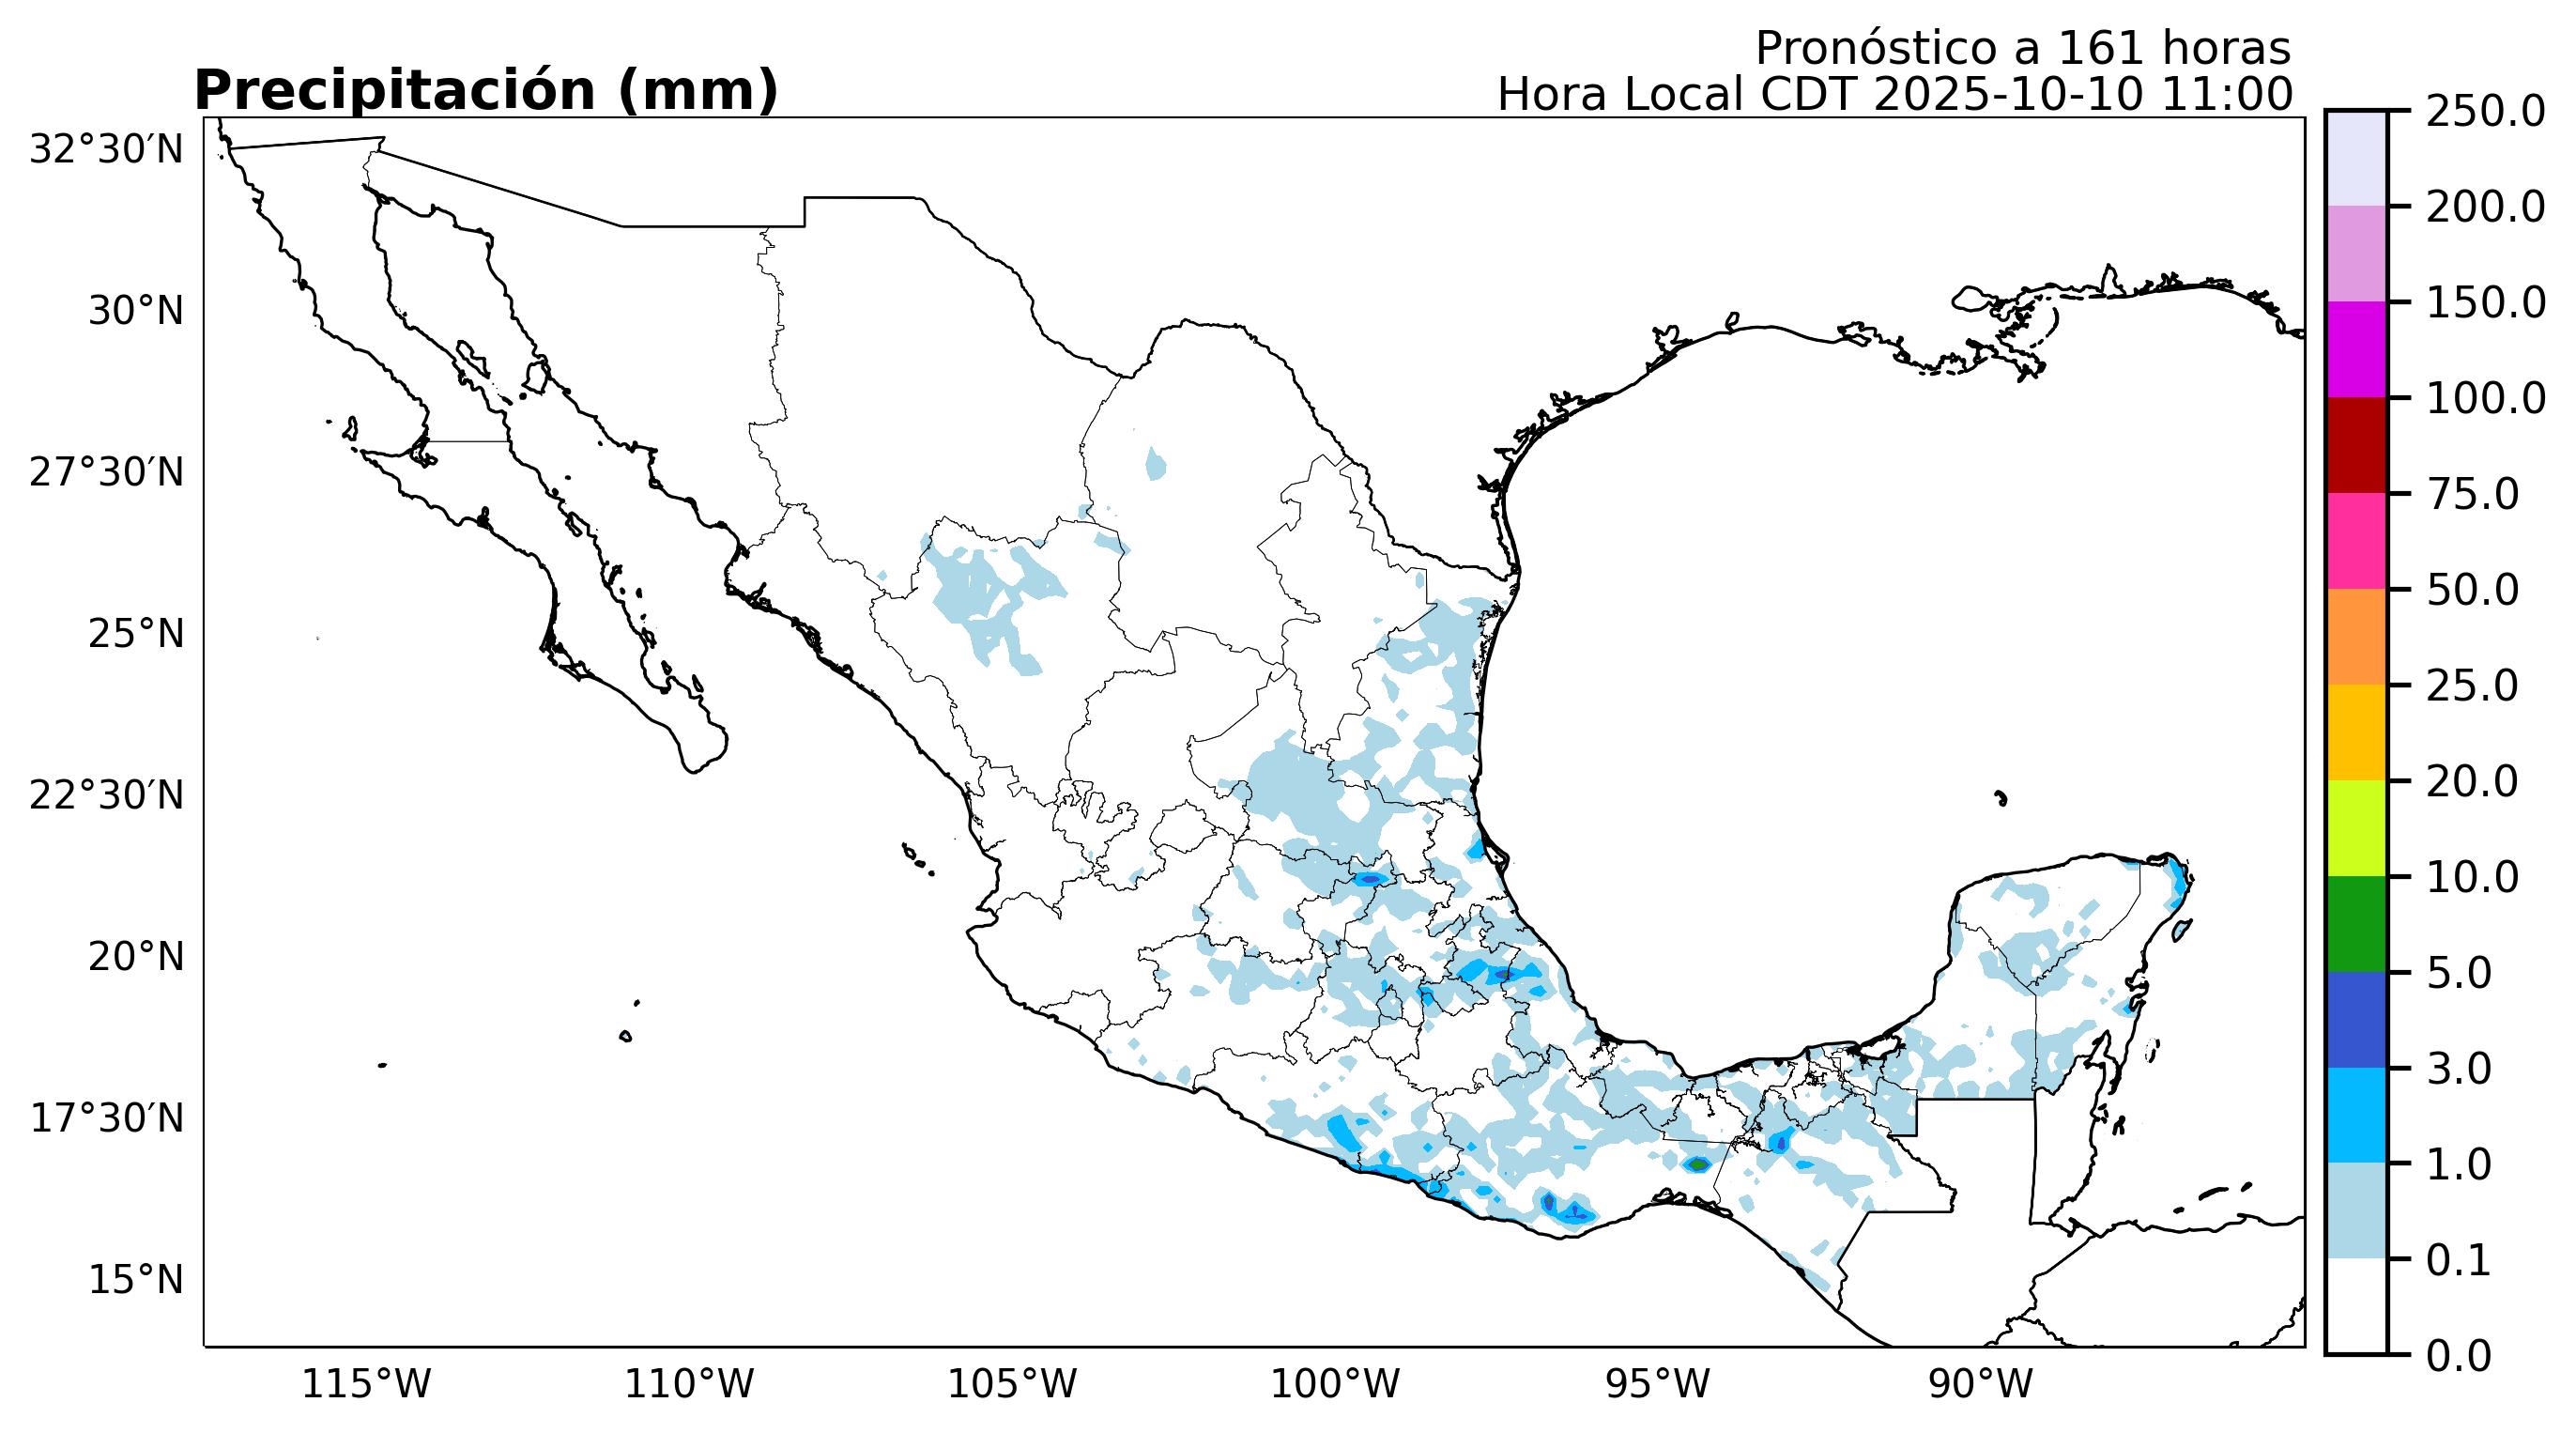 Pronóstico a 161 horas
Precipitación (mm)
Hora Local CDT 2025-10-10 11:00
32°30′N
30°N
27°30′N
25°N
22°30′N
20°N
17°30′N
15°N
115°W
110°W
105°W
100°W
95°W
90°W
250.0
200.0
150.0
100.0
75.0
50.0
25.0
20.0
10.0
5.0
3.0
1.0
0.1
0.0